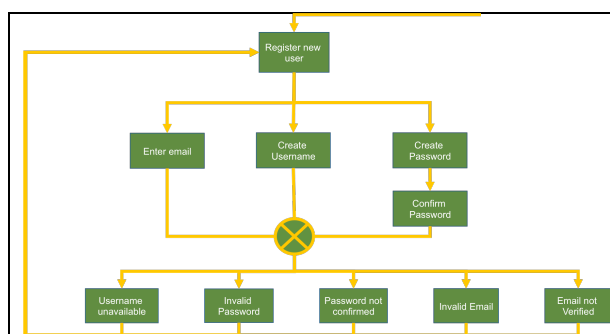 Register new
user
Enter email
Create
Username
Create
Password
Confirm
Password
Username
unavailable
Invalid
Password
Password not
confirmed
Invalid Email
Email not
Verified